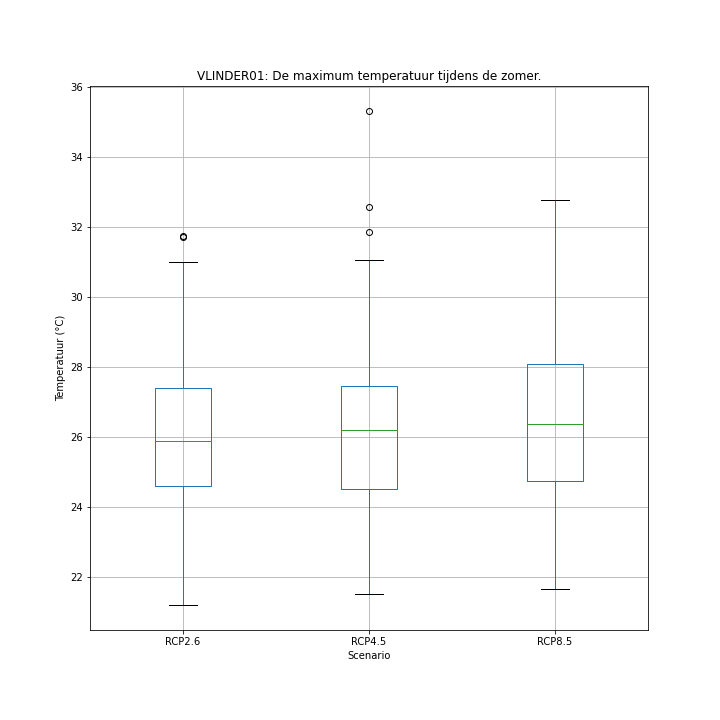 VLINDER01: De maximum temperatuur tijdens de zomer.
36
34
32
30
28
26
24
22
Temperatuur (°C)
RCP2.6 RCP4.5 RCP8.5
Scenario